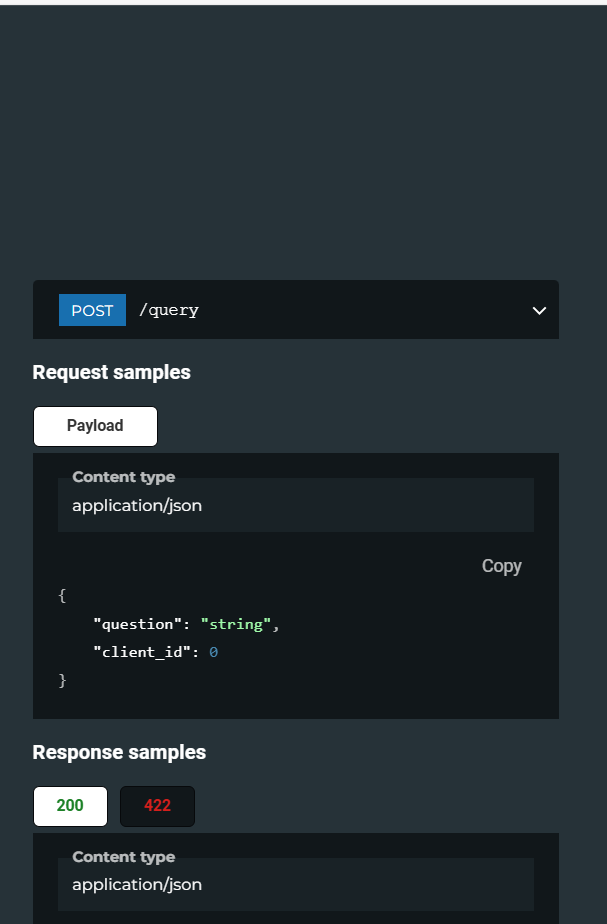 POST /query
Request samples
Payload
Content type
application/json
Copy
{
"question": "string",
"client_id": 0
}
Response samples
200 422
Content type
application/json